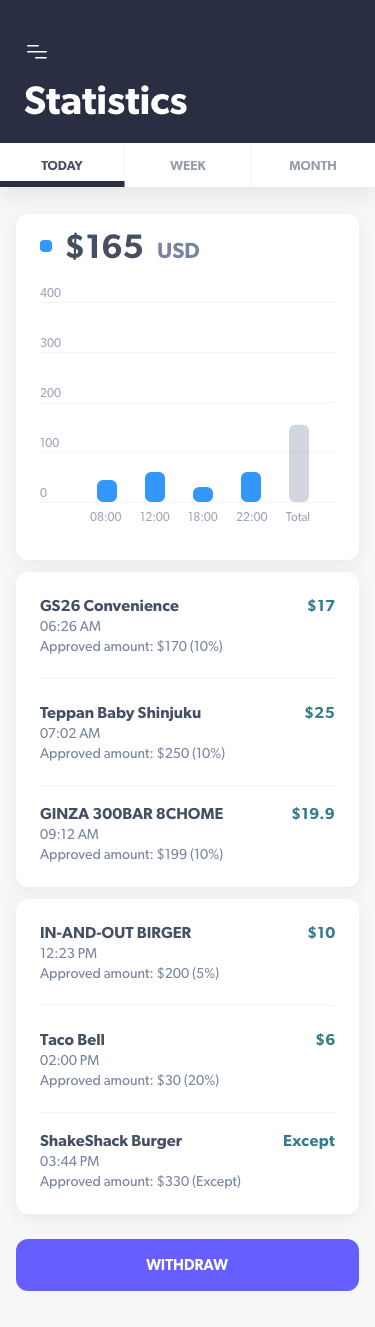 Statistics
TODAY
WEEK
MONTH
$165 USD
400
300
200
100
0
08:00 12:00 18:00 22:00 Total
GS26 Convenience $17
06:26 AM
Approved amount: $170 (10%)
Teppan Baby Shinjuku $25
07:02 AM
Approved amount: $250 (10%)
GINZA 300BAR 8CHOME $19.9
09:12 AM
Approved amount: $199 (10%)
IN-AND-OUT BIRGER $10
12:23 PM
Approved amount: $200 (5%)
Taco Bell $6
02:00 PM
Approved amount: $30 (20%)
ShakeShack Burger Except
03:44 PM
Approved amount: $330 (Except)
WITHDRAW